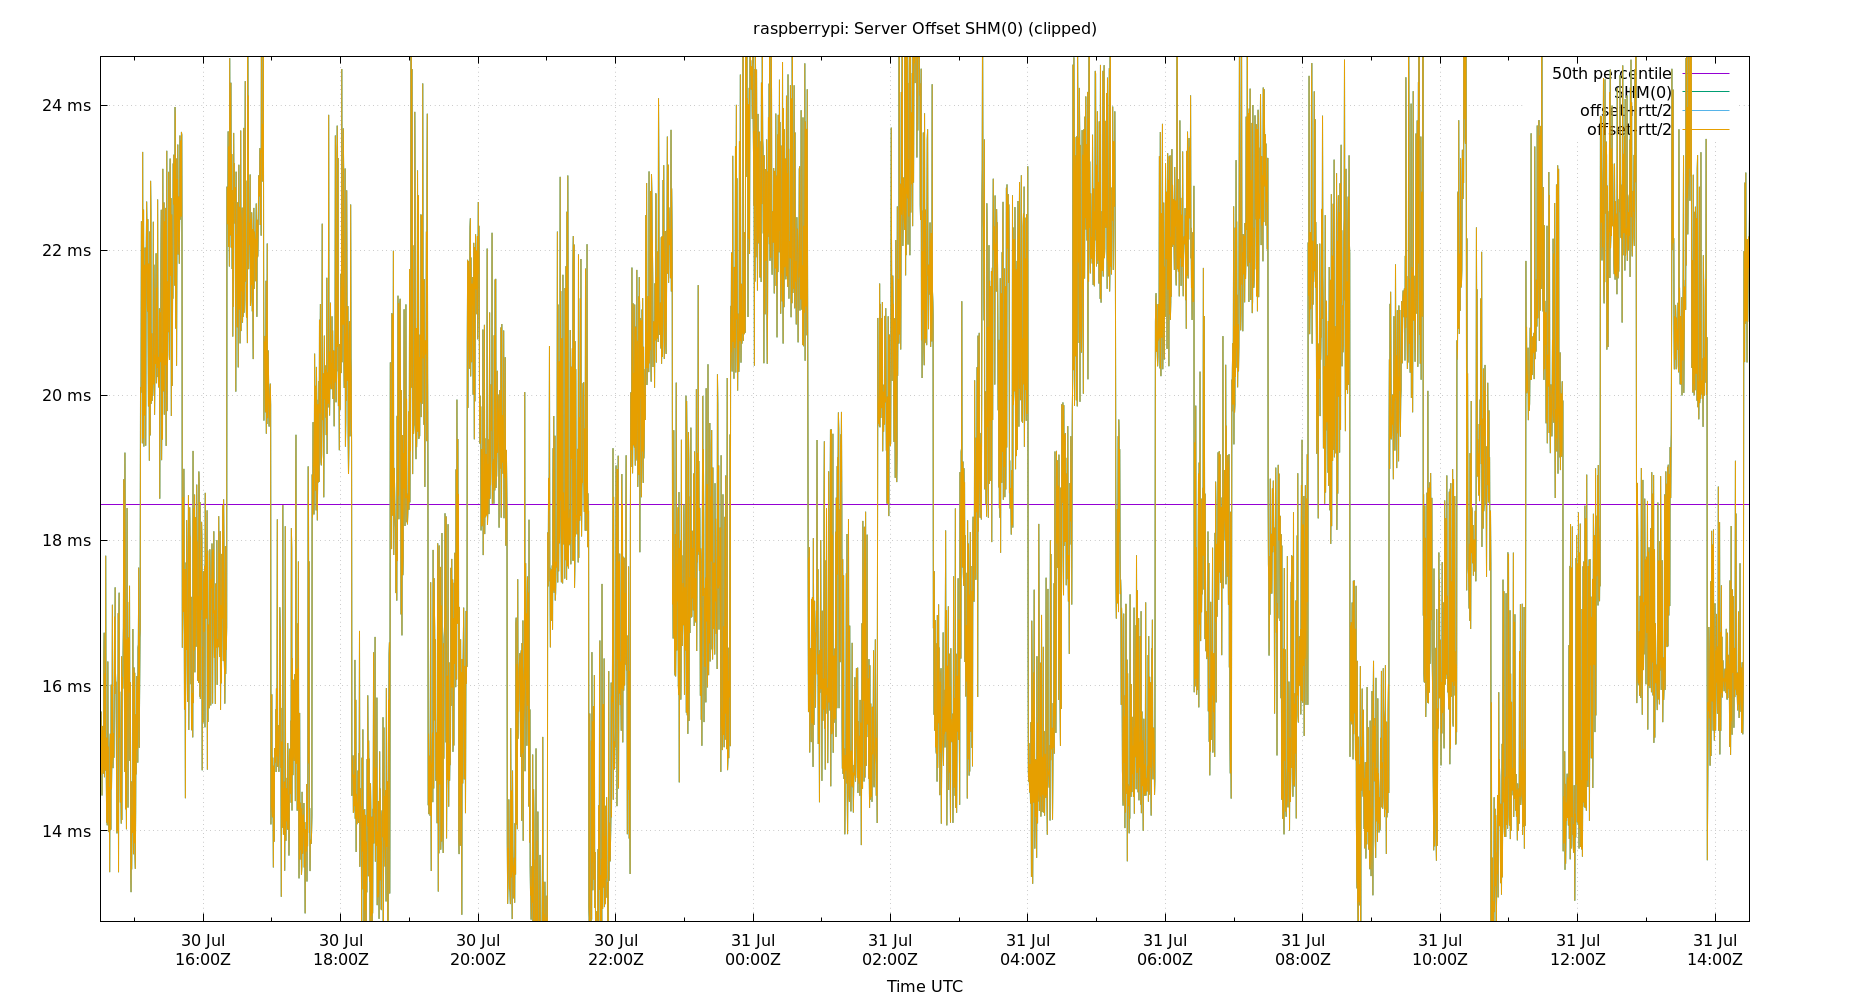 raspberrypi: Server Offset SHM(0) (clipped)
50th percentile
SHM(0)
offset+rtt/2
offset-rtt/2
24 ms
22 ms
20 ms
18 ms
16 ms
14 ms
30 Jul 30 Jul 30 Jul 30 Jul 31 Jul 31 Jul 31 Jul 31 Jul 31 Jul 31 Jul 31 Jul 31 Jul
16:00Z 18:00Z 20:00Z 22:00Z 00:00Z 02:00Z 04:00Z 06:00Z 08:00Z 10:00Z 12:00Z 14:00Z
Time UTC